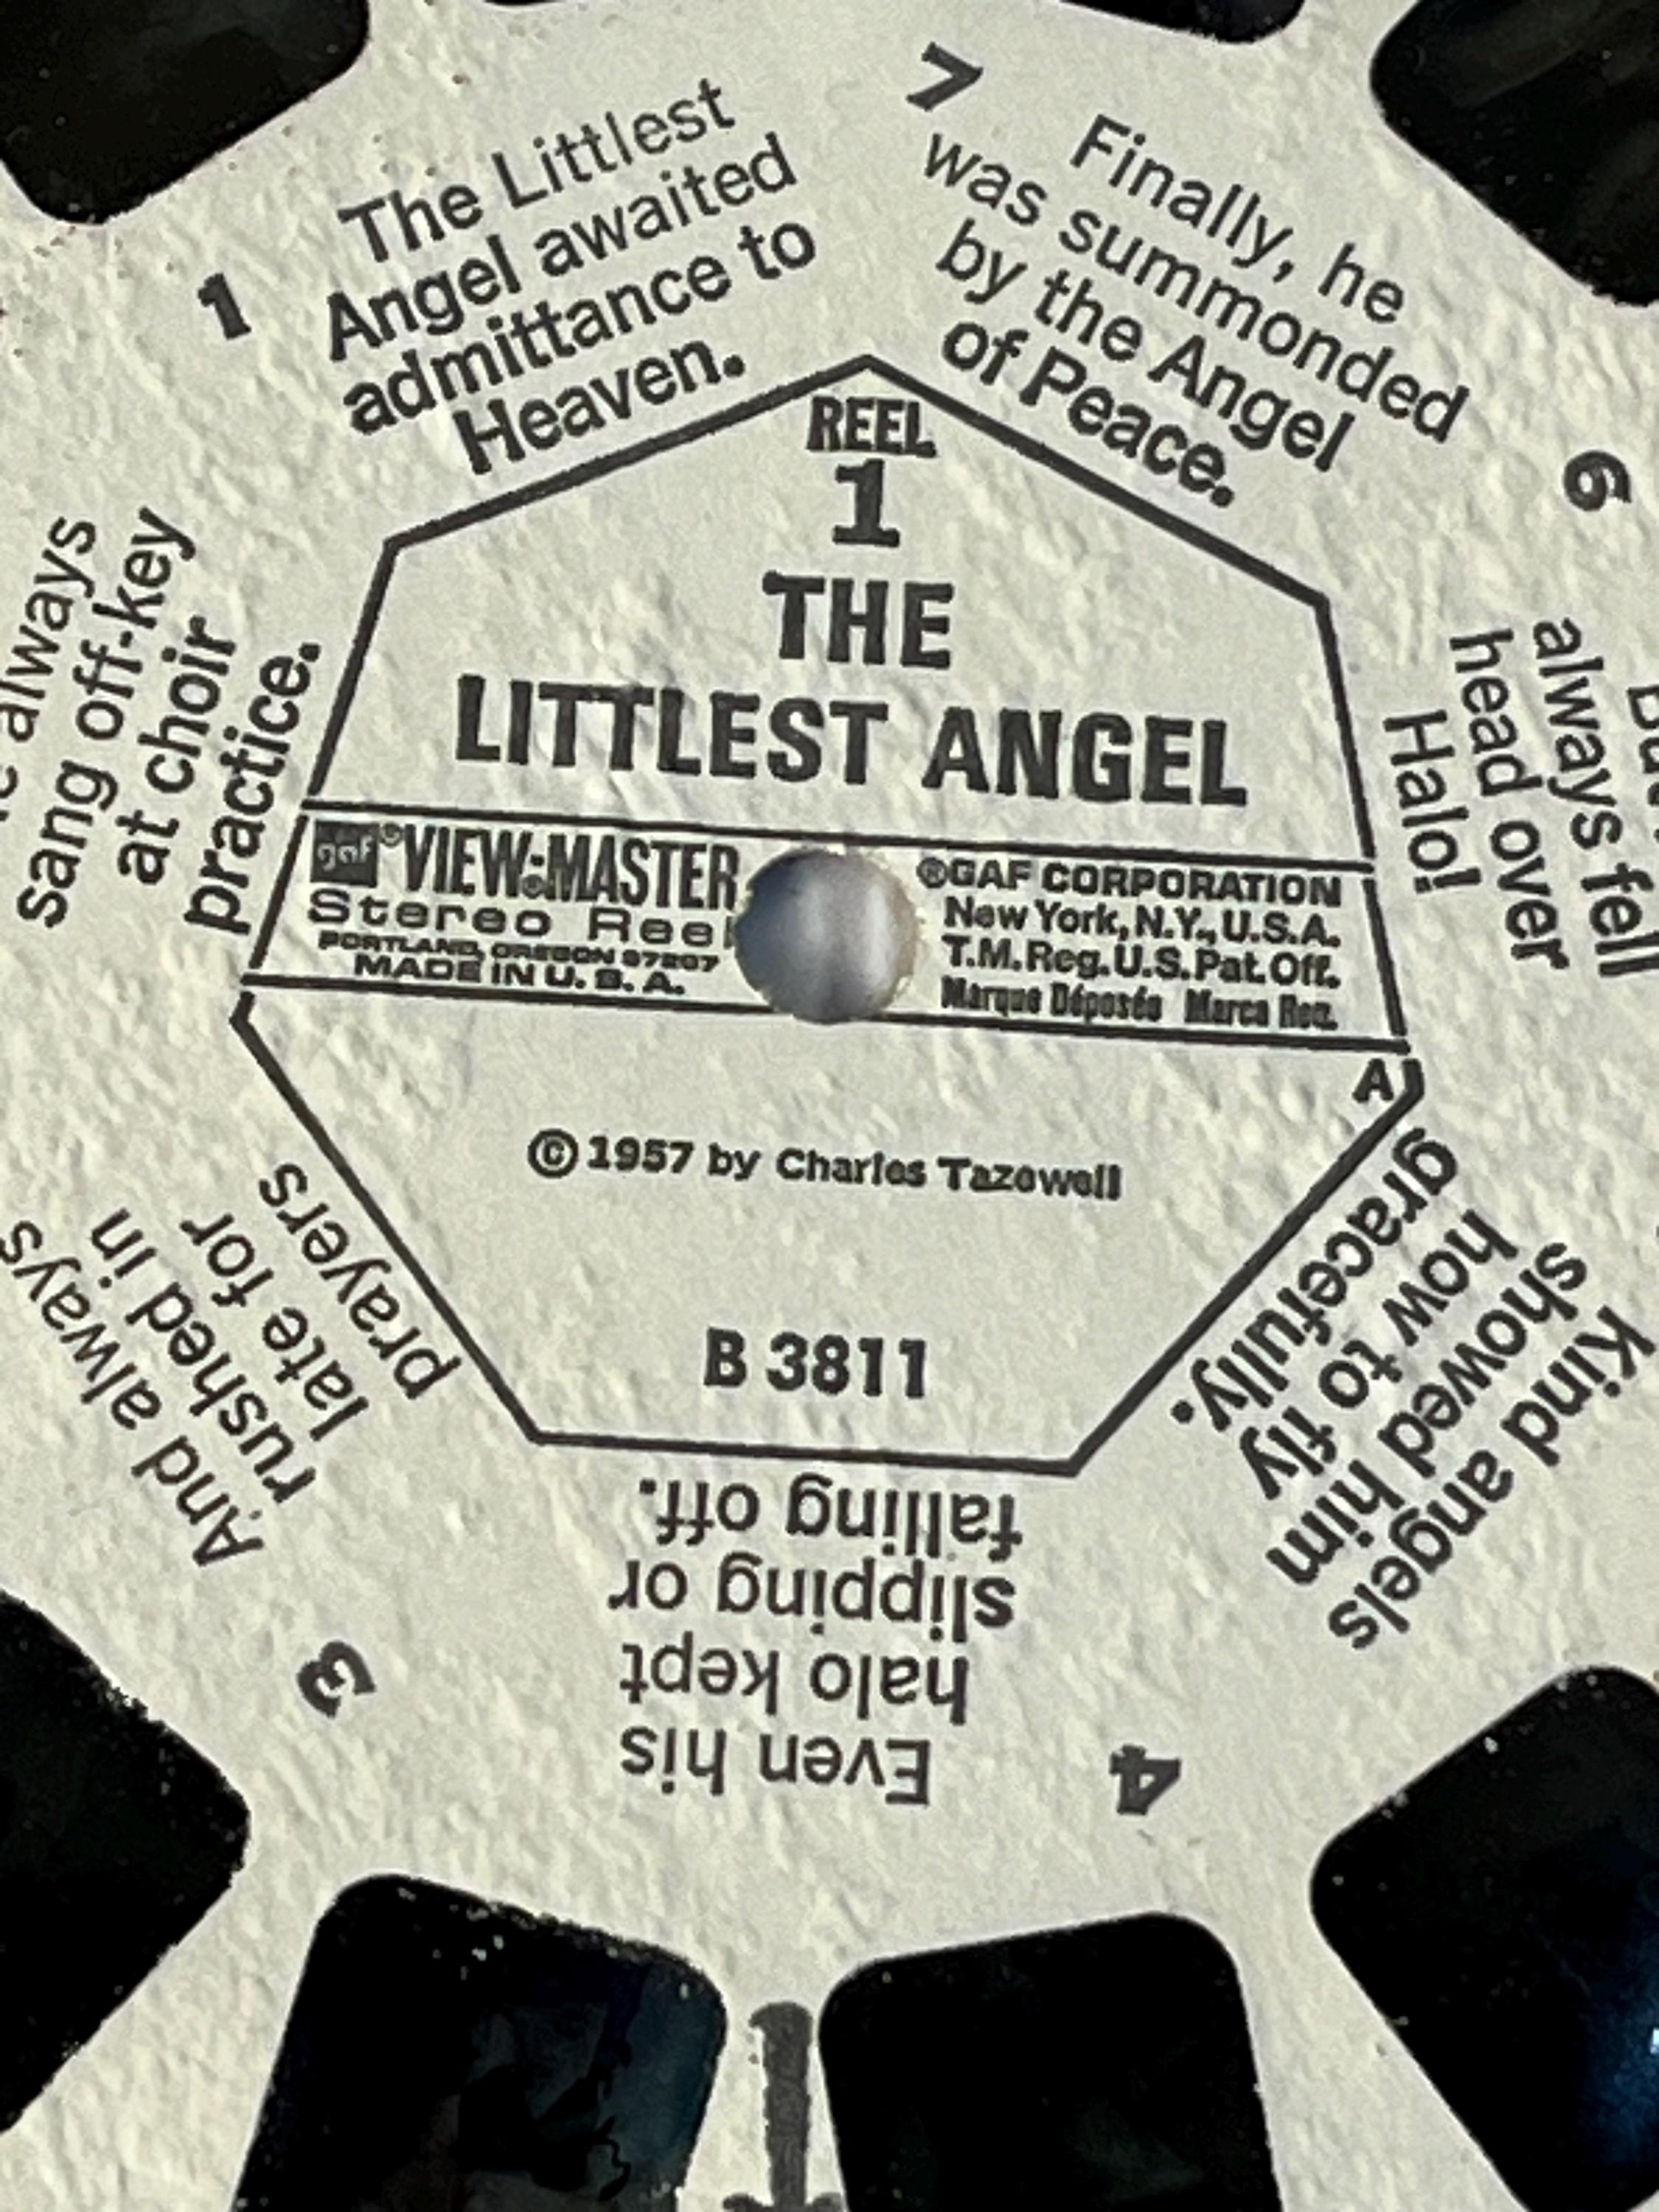 REEL
1
THE
LITTLEST ANGEL
gaf® VIEW-MASTER
Stereo Reel
PORTLAND, OREGON 97207
MADE IN U. S. A.
®GAF CORPORATION
New York, N.Y., U.S.A.
T.M. Reg. U.S. Pat. Off.
Marque Déposée Marca Reg.
A
© 1957 by Charles Tazewell
B 3811
1
The Littlest
Angel awaited
admittance to
Heaven.
always
sang off-key
at choir
practice.
3
And always
rushed in
late for
prayers
4
Even his
halo kept
slipping or
falling off.
Kind angels
showed him
how to fly
gracefully.
6
always fell
head over
Halo!
7
Finally, he
was summonded
by the Angel
of Peace.